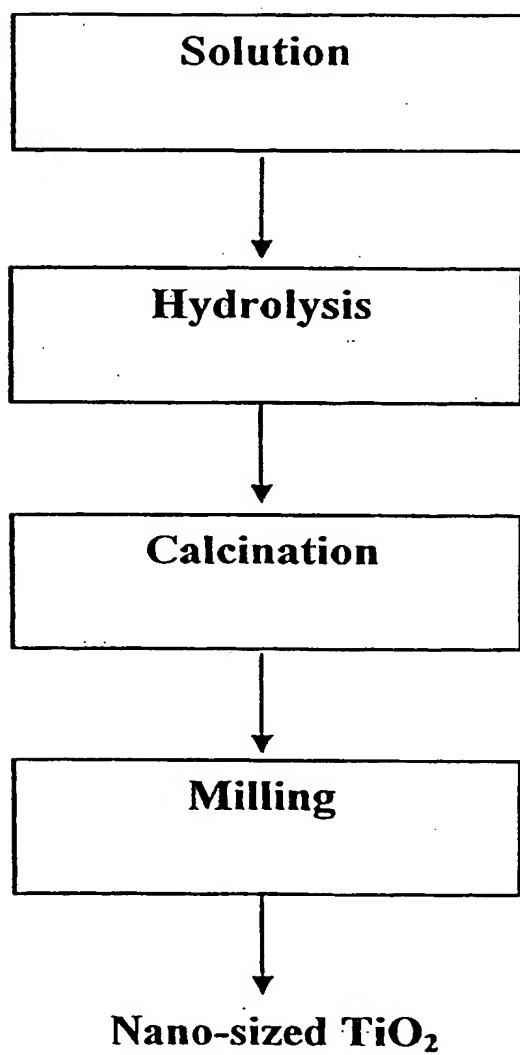 Solution
Hydrolysis
Calcination
Milling
Nano-sized TiO₂